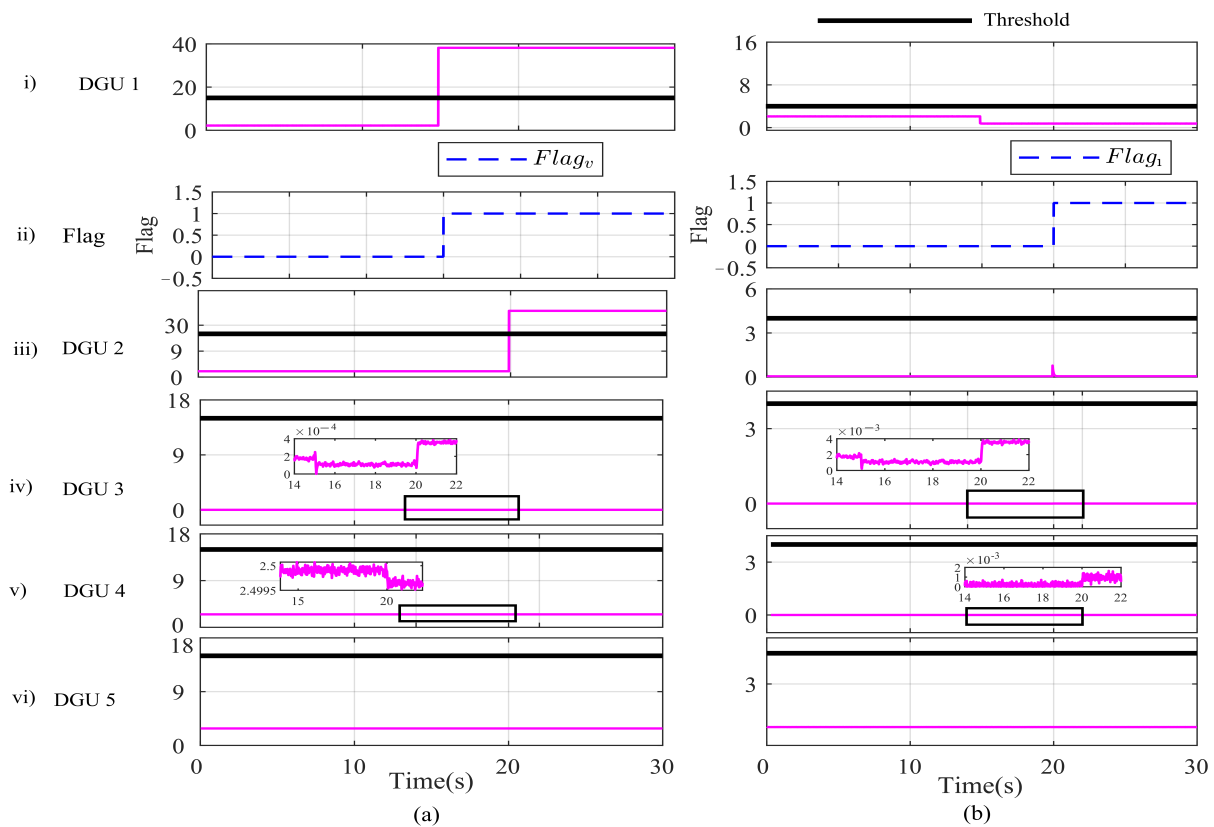 Threshold
i) DGU 1
40
20
0
16
8
0
Flag_v
Flag_1
ii) Flag
Flag
1.5
1
0.5
0
−0.5
Flag
1.5
1
0.5
0
−0.5
iii) DGU 2
30
9
0
6
3
0
iv) DGU 3
18
9
0
×10⁻⁴
4
2
0
14 16 18 20 22
3
0
×10⁻³
4
2
0
14 16 18 20 22
v) DGU 4
18
9
0
2.5
2.4995
15 20
3
0
×10⁻³
2
1
0
14 16 18 20 22
vi) DGU 5
18
9
0
3
0 10 20 30
0 10 20 30
Time(s)
Time(s)
(a)
(b)